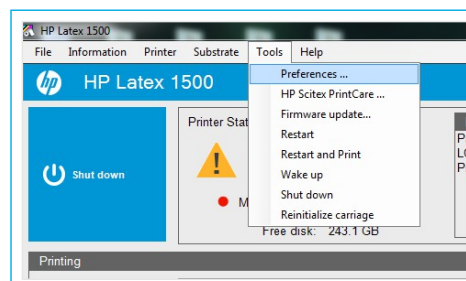 HP Latex 1500
File Information Printer Substrate Tools Help
hp HP Latex 1500
Preferences ...
HP Scitex PrintCare ...
Firmware update...
Restart
Restart and Print
Wake up
Shut down
Reinitialize carriage
Shut down
Printer Stat
M
Free disk: 243.1 GB
P
LO
P
Printing